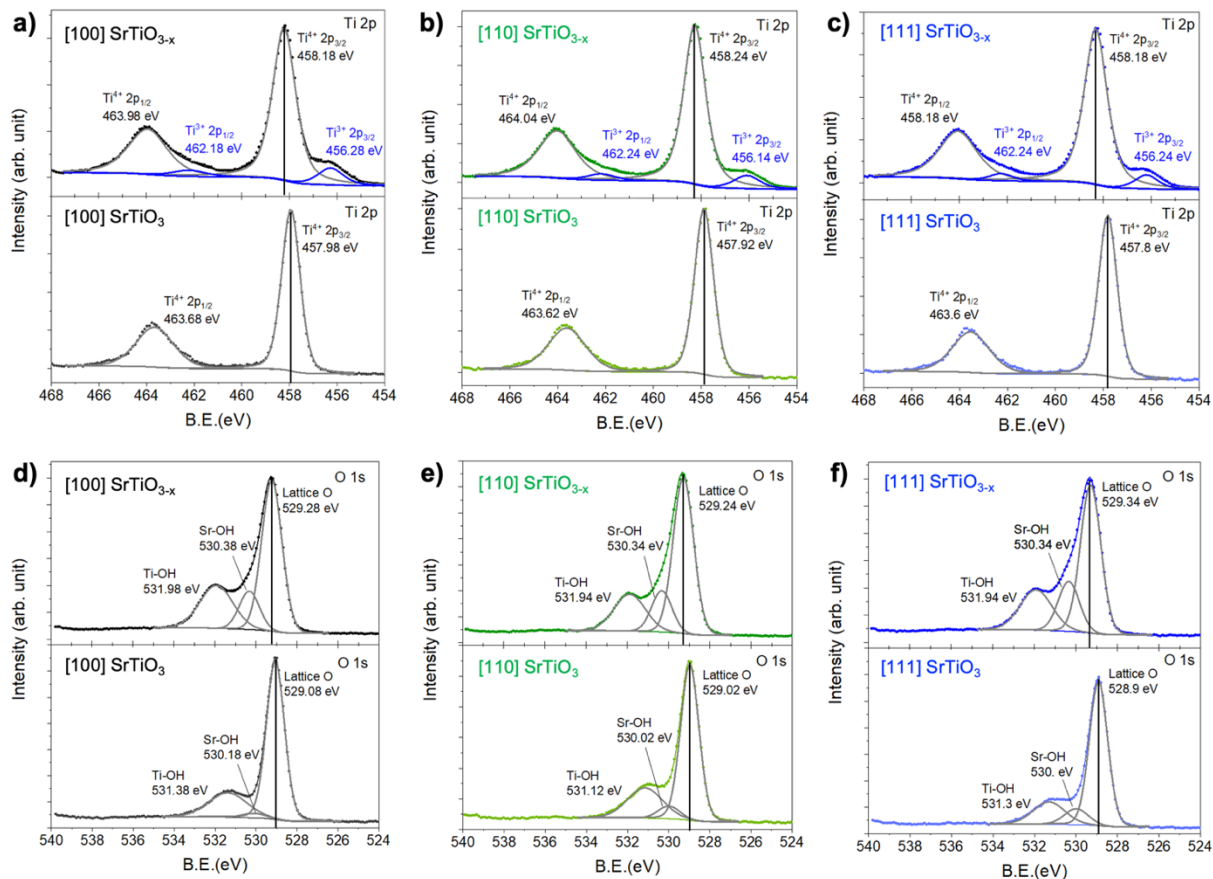 a)
[100] SrTiO3-x
Ti 2p
Ti4+ 2p3/2
458.18 eV
Ti4+ 2p1/2
463.98 eV
Ti3+ 2p1/2
462.18 eV
Ti3+ 2p3/2
456.28 eV
[100] SrTiO3
Ti 2p
Ti4+ 2p3/2
457.98 eV
Ti4+ 2p1/2
463.68 eV
Intensity (arb. unit)
468 466 464 462 460 458 456 454
B.E.(eV)
b)
[110] SrTiO3-x
Ti 2p
Ti4+ 2p3/2
458.24 eV
Ti4+ 2p1/2
464.04 eV
Ti3+ 2p1/2
462.24 eV
Ti3+ 2p3/2
456.14 eV
[110] SrTiO3
Ti 2p
Ti4+ 2p3/2
457.92 eV
Ti4+ 2p1/2
463.62 eV
Intensity (arb. unit)
468 466 464 462 460 458 456 454
B.E.(eV)
c)
[111] SrTiO3-x
Ti 2p
Ti4+ 2p3/2
458.18 eV
Ti4+ 2p1/2
458.18 eV
Ti3+ 2p1/2
462.24 eV
Ti3+ 2p3/2
456.24 eV
[111] SrTiO3
Ti 2p
Ti4+ 2p3/2
457.8 eV
Ti4+ 2p1/2
463.6 eV
Intensity (arb. unit)
468 466 464 462 460 458 456 454
B.E.(eV)
d)
[100] SrTiO3-x
O 1s
Lattice O
529.28 eV
Sr-OH
530.38 eV
Ti-OH
531.98 eV
[100] SrTiO3
O 1s
Lattice O
529.08 eV
Sr-OH
530.18 eV
Ti-OH
531.38 eV
Intensity (arb. unit)
540 538 536 534 532 530 528 526 524
B.E.(eV)
e)
[110] SrTiO3-x
O 1s
Lattice O
529.24 eV
Sr-OH
530.34 eV
Ti-OH
531.94 eV
[110] SrTiO3
O 1s
Lattice O
529.02 eV
Sr-OH
530.02 eV
Ti-OH
531.12 eV
Intensity (arb. unit)
540 538 536 534 532 530 528 526 524
B.E.(eV)
f)
[111] SrTiO3-x
O 1s
Lattice O
529.34 eV
Sr-OH
530.34 eV
Ti-OH
531.94 eV
[111] SrTiO3
O 1s
Lattice O
528.9 eV
Sr-OH
530. eV
Ti-OH
531.3 eV
Intensity (arb. unit)
540 538 536 534 532 530 528 526 524
B.E.(eV)